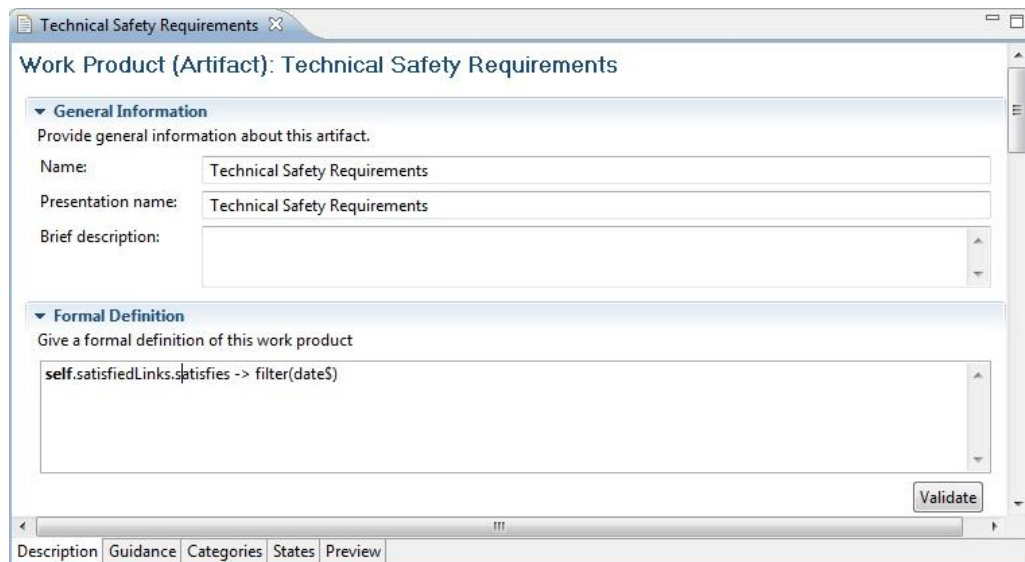 Technical Safety Requirements
Work Product (Artifact): Technical Safety Requirements
General Information
Provide general information about this artifact.
Name: Technical Safety Requirements
Presentation name: Technical Safety Requirements
Brief description:
Formal Definition
Give a formal definition of this work product
self.satisfiedLinks.satisfies -> filter(date$)
Validate
Description Guidance Categories States Preview